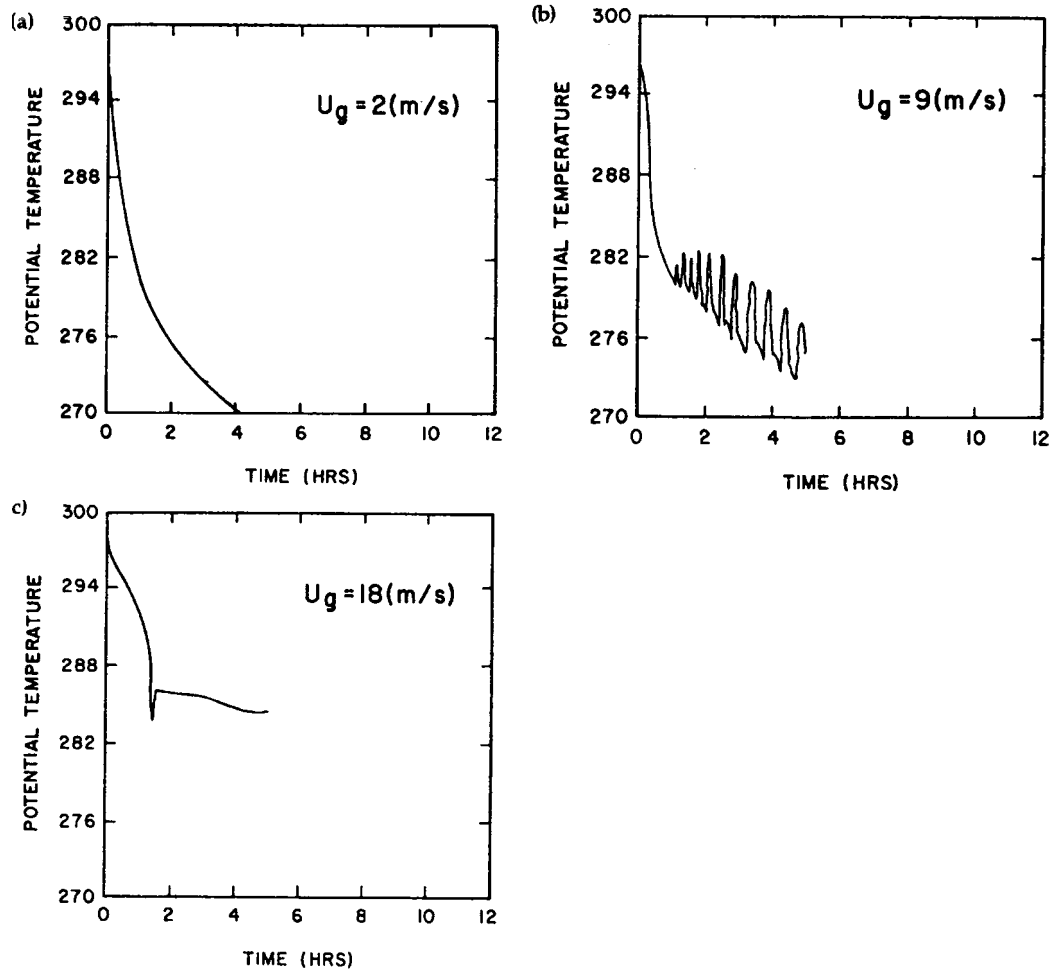 (a)
300
294
288
282
276
270
POTENTIAL TEMPERATURE
Ug = 2 (m/s)
0 2 4 6 8 10 12
TIME (HRS)
(b)
300
294
288
282
276
270
POTENTIAL TEMPERATURE
Ug = 9 (m/s)
0 2 4 6 8 10 12
TIME (HRS)
c)
300
294
288
282
276
270
POTENTIAL TEMPERATURE
Ug = 18 (m/s)
0 2 4 6 8 10 12
TIME (HRS)